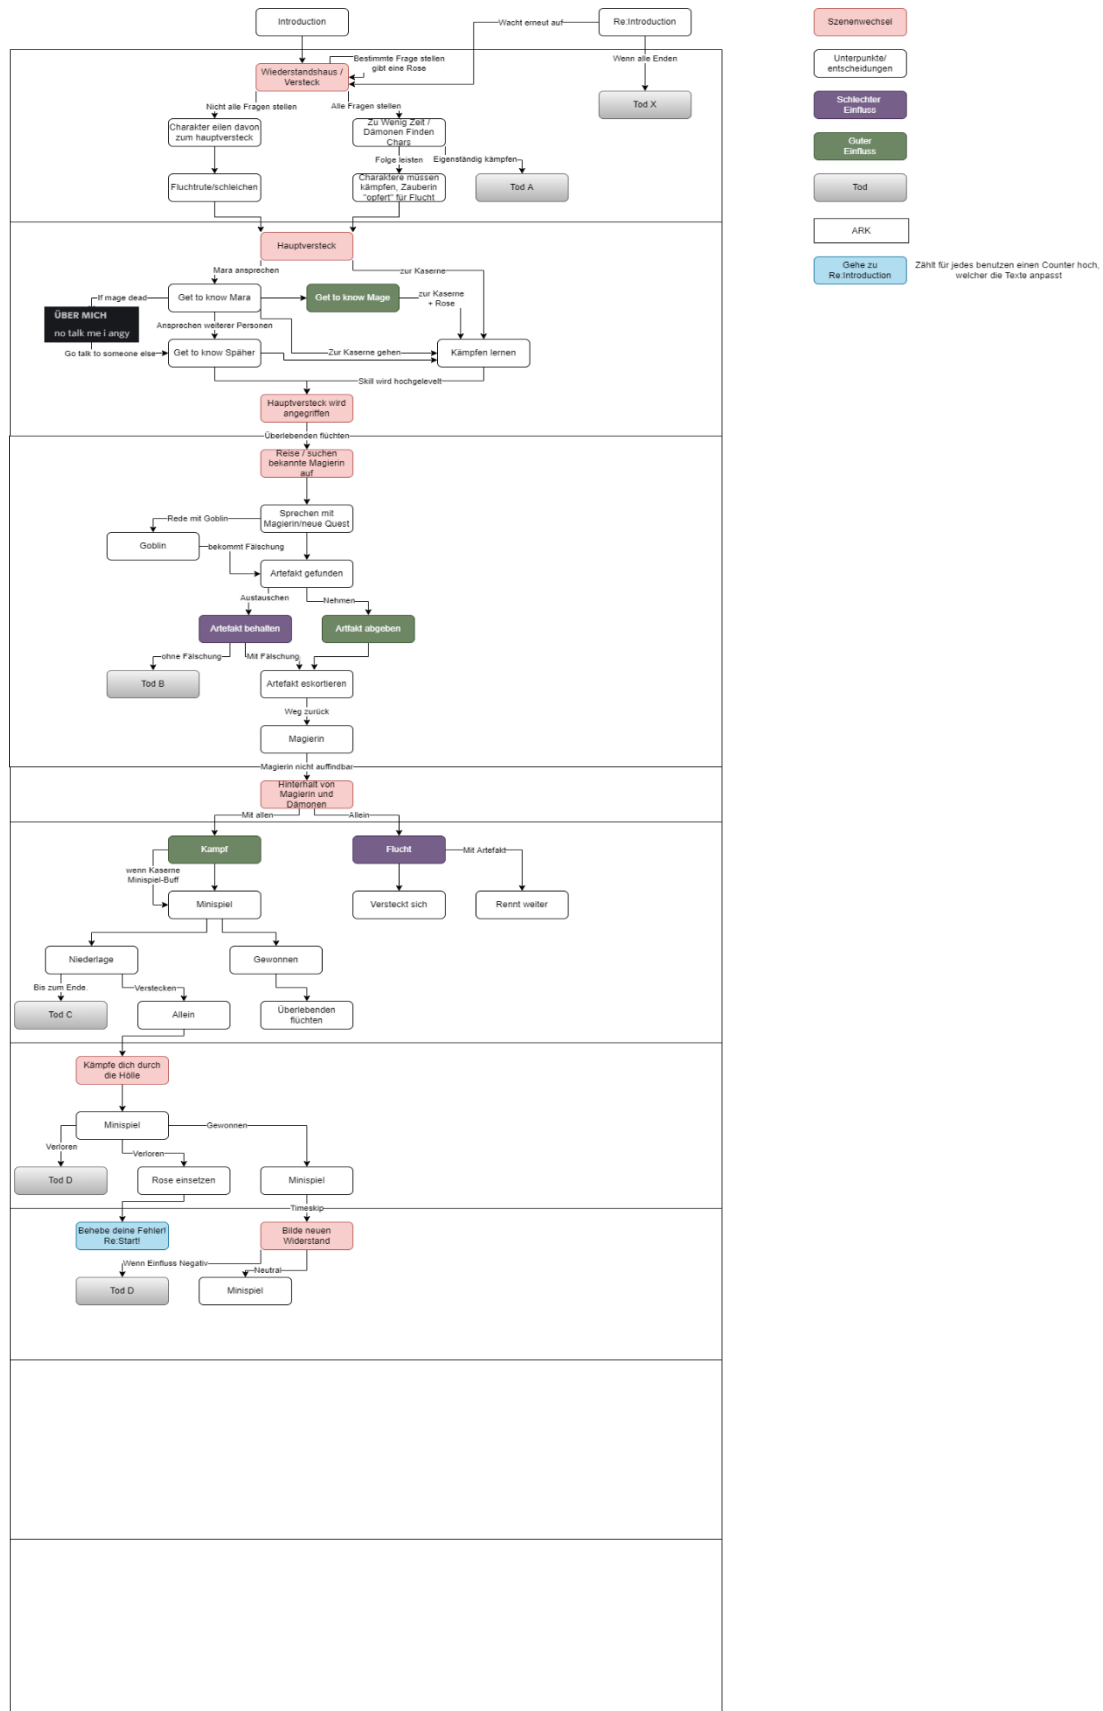 Introduction
Re:Introduction
Wacht erneut auf
Bestimmte Frage stellen
gibt eine Rose
Wiederstandshaus /
Versteck
Wenn alle Enden
Tod X
Nicht alle Fragen stellen
Alle Fragen stellen
Charakter eilen davon
zum hauptversteck
Zu Wenig Zeit /
Dämonen Finden
Chars
Folge leisten
Eigenständig kämpfen
Fluchtrute/schleichen
Charaktere müssen
kämpfen, Zauberin
"opfert" für Flucht
Tod A
Hauptversteck
Mara ansprechen
zur Kaserne
If mage dead
Get to know Mara
Get to know Mage
zur Kaserne
+ Rose
ÜBER MICH
no talk me i angy
Ansprechen weiterer Personen
Go talk to someone else
Get to know Späher
Zur Kaserne gehen
Kämpfen lernen
Skill wird hochgelevelt
Hauptversteck wird
angegriffen
Überlebenden flüchten
Reise / suchen
bekannte Magierin
auf
Rede mit Goblin
Sprechen mit
Magierin/neue Quest
Goblin
bekommt Fälschung
Artefakt gefunden
Austauschen
Nehmen
Artefakt behalten
Artfakt abgeben
ohne Fälschung
Mit Fälschung
Tod B
Artefakt eskortieren
Weg zurück
Magierin
Magierin nicht auffindbar
Hinterhalt von
Magierin und
Dämonen
Mit allen
Allein
Kampf
Flucht
Mit Artefakt
wenn Kaserne
Minispiel-Buff
Minispiel
Versteckt sich
Rennt weiter
Niederlage
Gewonnen
Bis zum Ende.
Verstecken
Tod C
Allein
Überlebenden
flüchten
Kämpfe dich durch
die Hölle
Minispiel
Gewonnen
Verloren
Verloren
Tod D
Rose einsetzen
Minispiel
Timeskip
Behebe deine Fehler!
Re:Start!
Bilde neuen
Widerstand
Wenn Einfluss Negativ
Neutral
Tod D
Minispiel
Szenenwechsel
Unterpunkte/
entscheidungen
Schlechter
Einfluss
Guter
Einfluss
Tod
ARK
Gehe zu
Re:Introduction
Zählt für jedes benutzen einen Counter hoch,
welcher die Texte anpasst